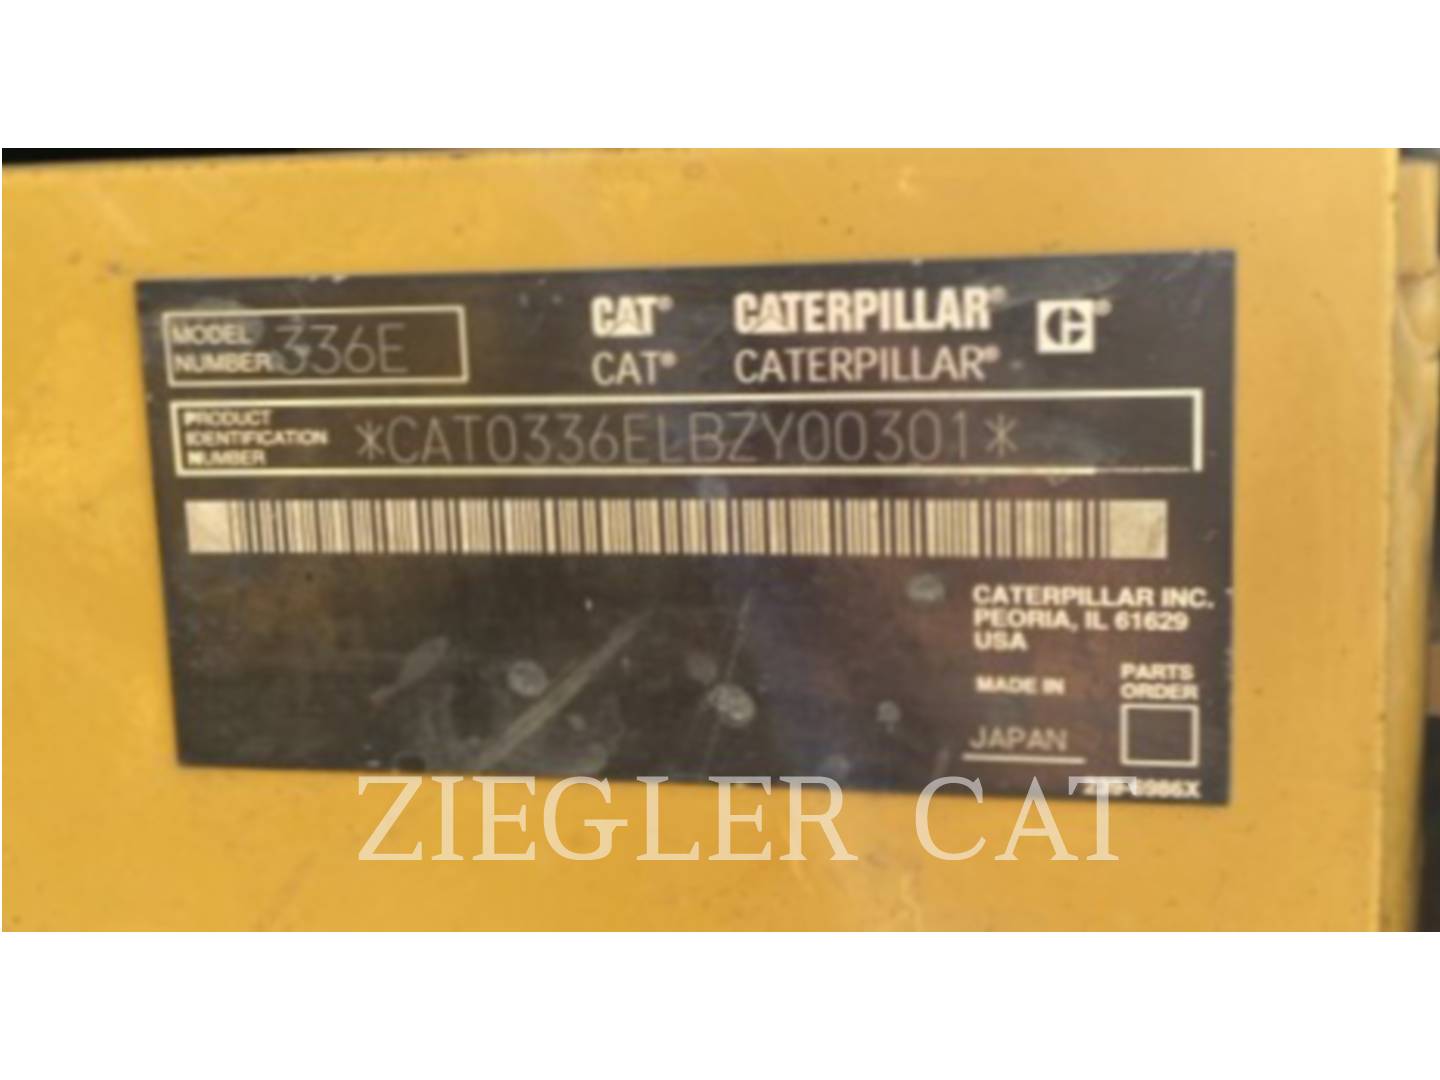 MODEL
NUMBER 336E
CAT® CATERPILLAR® ®
CAT® CATERPILLAR®
PRODUCT
IDENTIFICATION
NUMBER
*CAT0336ELBZY00301*
CATERPILLAR INC.
PEORIA, IL 61629
USA
MADE IN
JAPAN
PARTS
ORDER
ZIEGLER CAT